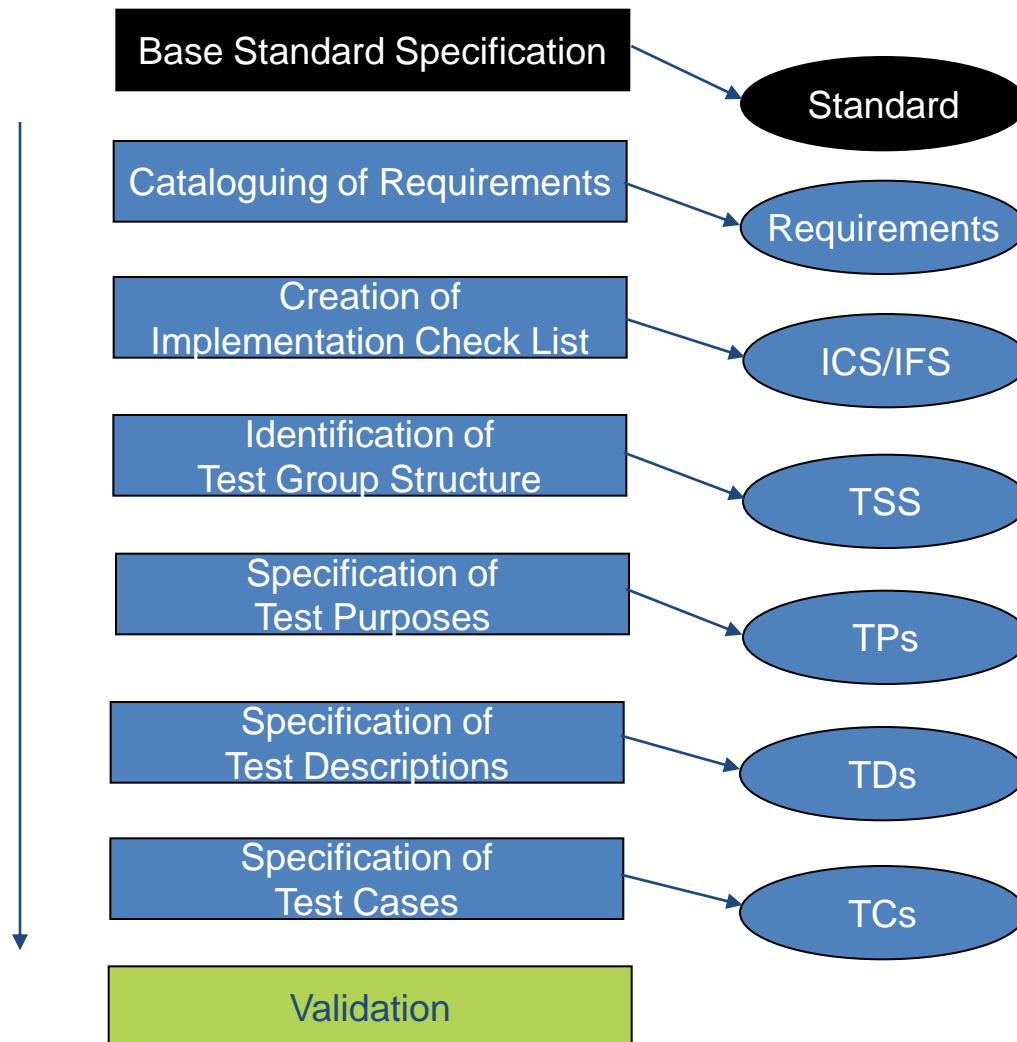 Base Standard Specification
Standard
Cataloguing of Requirements
Requirements
Creation of
Implementation Check List
ICS/IFS
Identification of
Test Group Structure
TSS
Specification of
Test Purposes
TPs
Specification of
Test Descriptions
TDs
Specification of
Test Cases
TCs
Validation